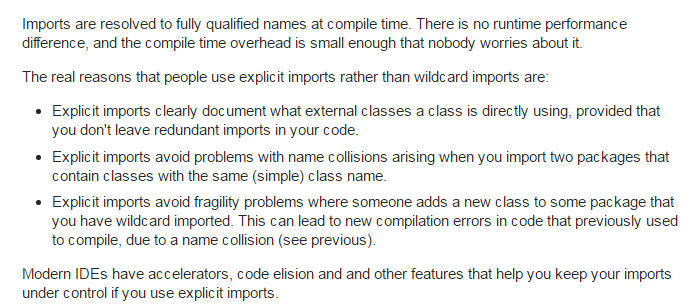 Imports are resolved to fully qualified names at compile time. There is no runtime performance
difference, and the compile time overhead is small enough that nobody worries about it.
The real reasons that people use explicit imports rather than wildcard imports are:
• Explicit imports clearly document what external classes a class is directly using, provided that
you don't leave redundant imports in your code.
• Explicit imports avoid problems with name collisions arising when you import two packages that
contain classes with the same (simple) class name.
• Explicit imports avoid fragility problems where someone adds a new class to some package that
you have wildcard imported. This can lead to new compilation errors in code that previously used
to compile, due to a name collision (see previous).
Modern IDEs have accelerators, code elision and and other features that help you keep your imports
under control if you use explicit imports.